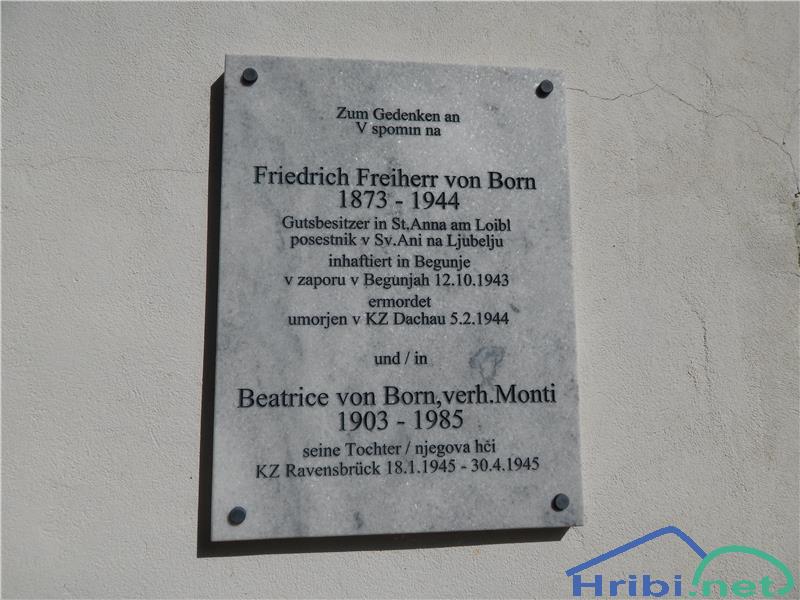 Zum Gedenken an
V spomin na
Friedrich Freiherr von Born
1873 - 1944
Gutsbesitzer in St,Anna am Loibl
posestnik v Sv.Ani na Ljubelju
inhaftiert in Begunje
v zaporu v Begunjah 12.10.1943
ermordet
umorjen v KZ Dachau 5.2.1944
und / in
Beatrice von Born,verh.Monti
1903 - 1985
seine Tochter / njegova hči
KZ Ravensbrück 18.1.1945 - 30.4.1945
Hribi.net